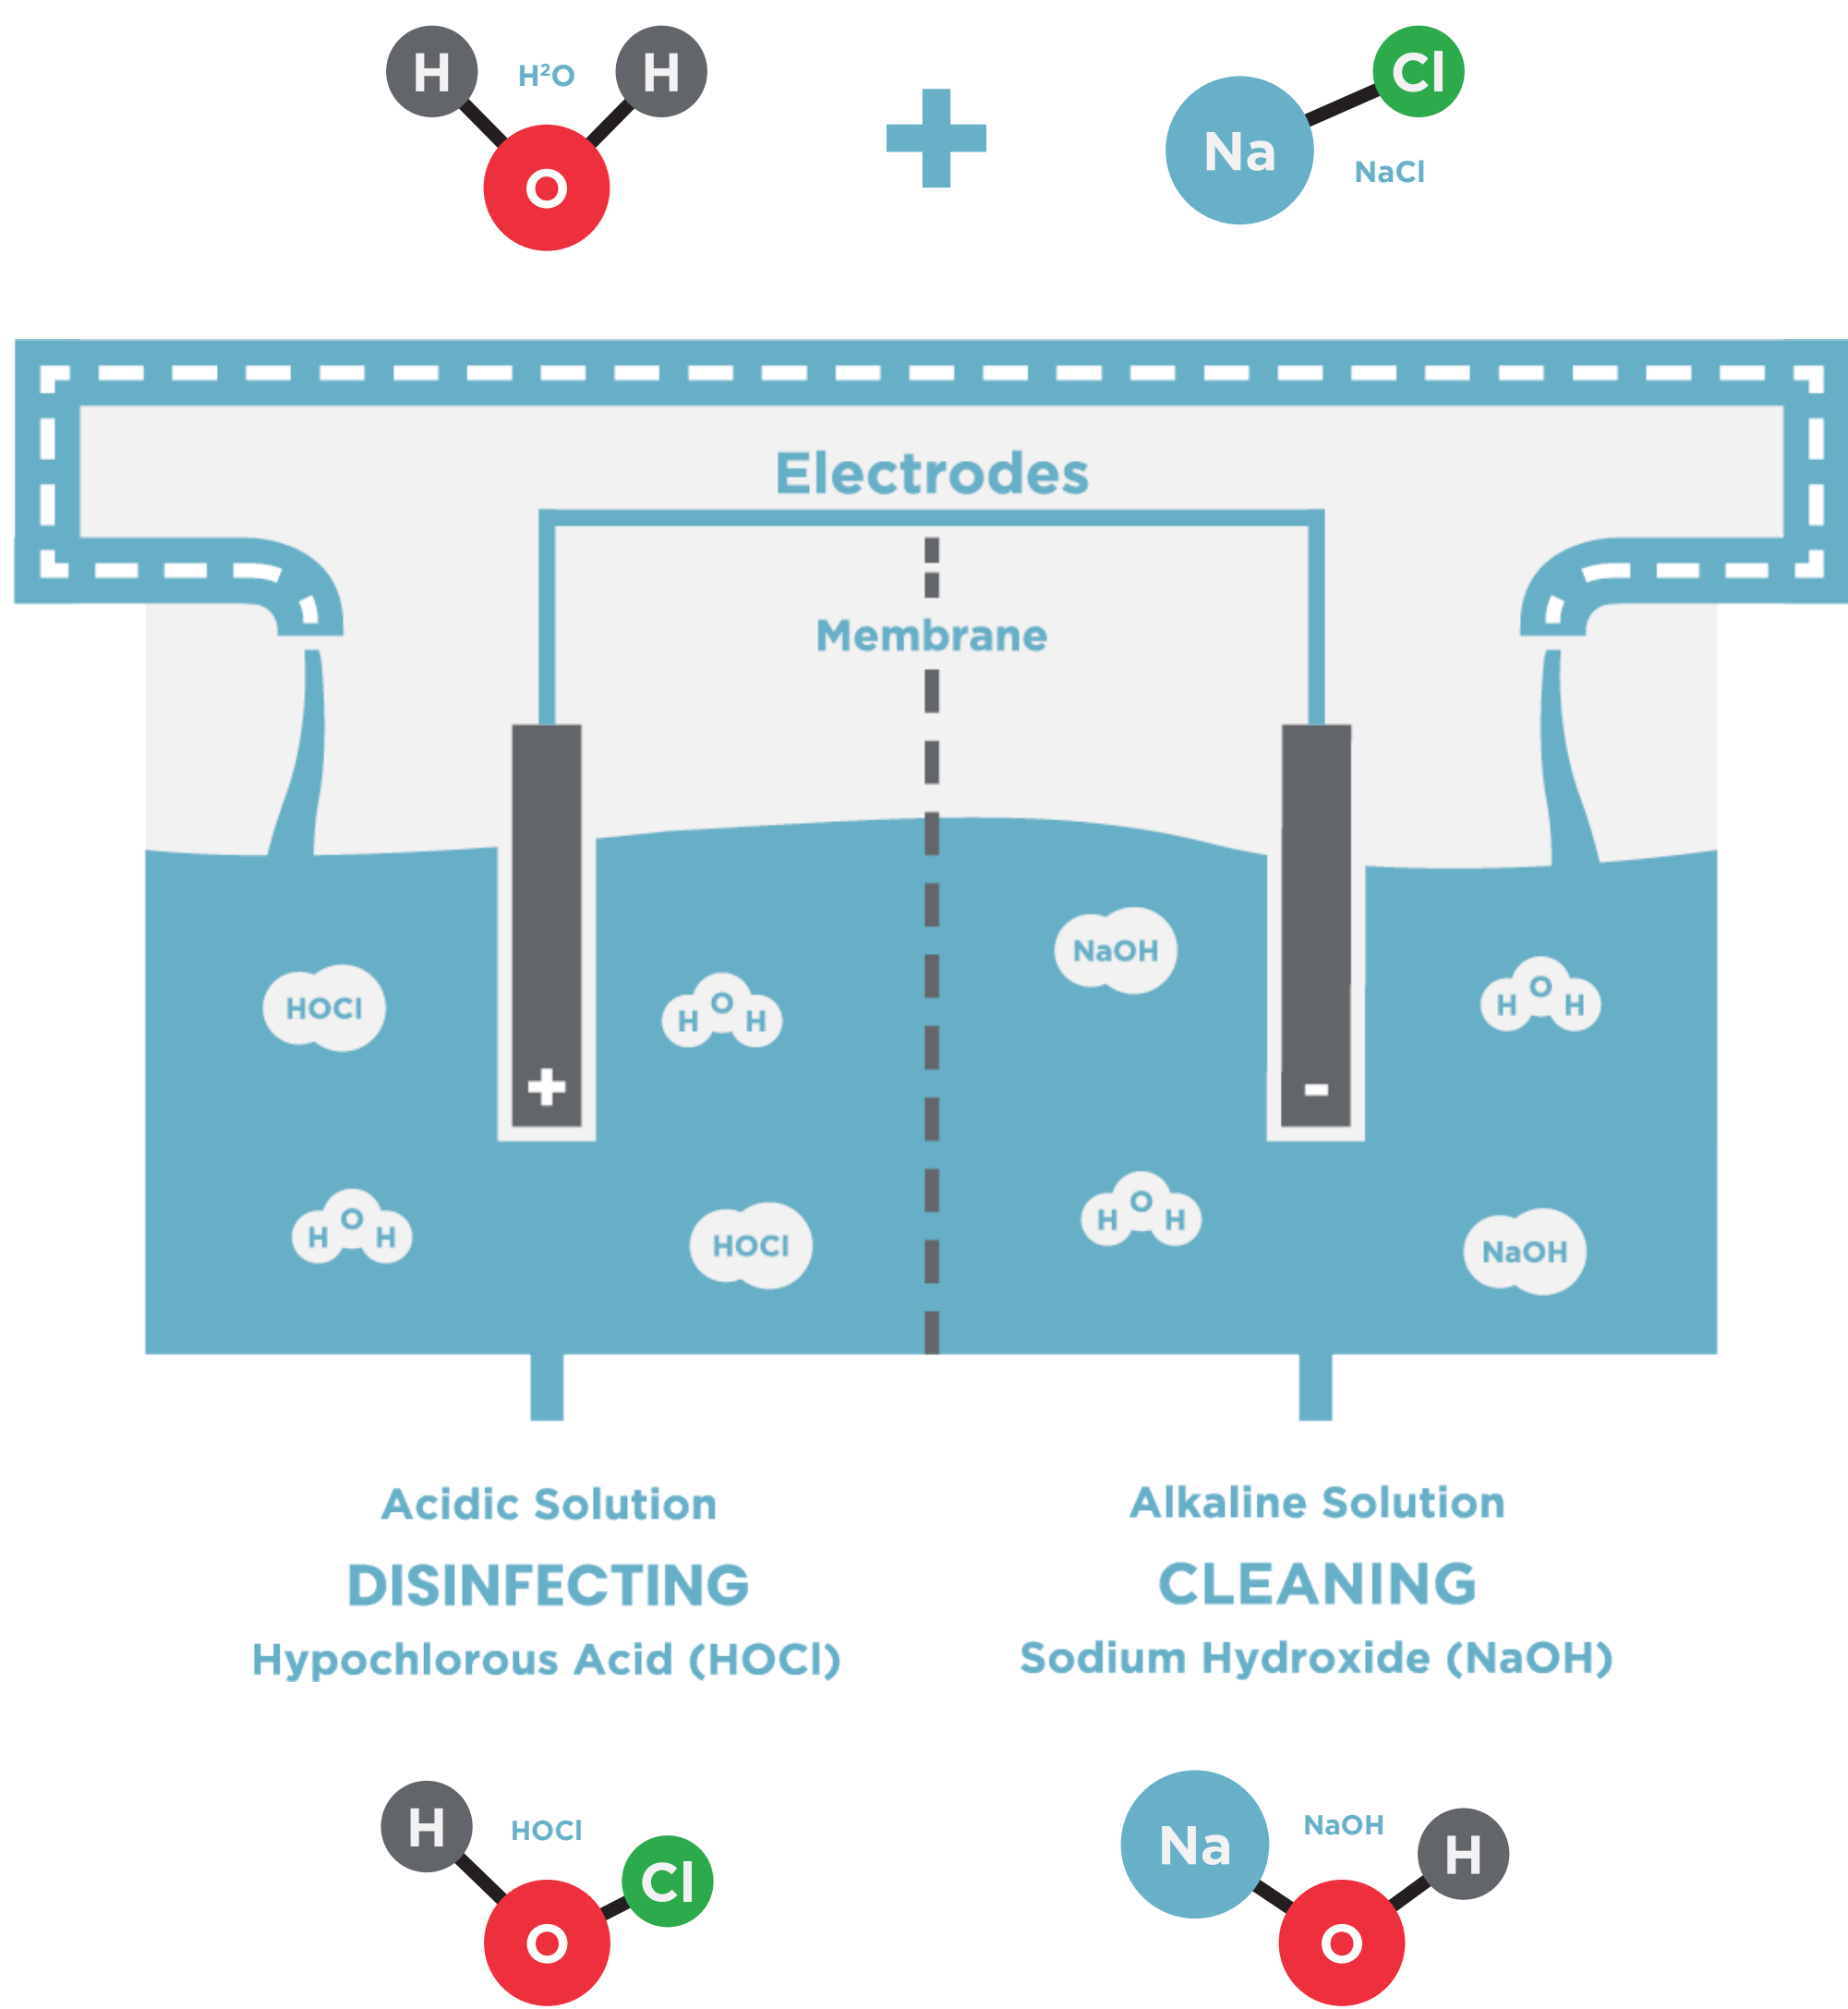 H
H²O
H
O
Na
Cl
NaCl
Electrodes
Membrane
HOCl
H O H
NaOH
H O H
+
-
H O H
HOCl
H O H
NaOH
Acidic Solution
DISINFECTING
Hypochlorous Acid (HOCl)
Alkaline Solution
CLEANING
Sodium Hydroxide (NaOH)
H
HOCl
Cl
O
Na
NaOH
H
O